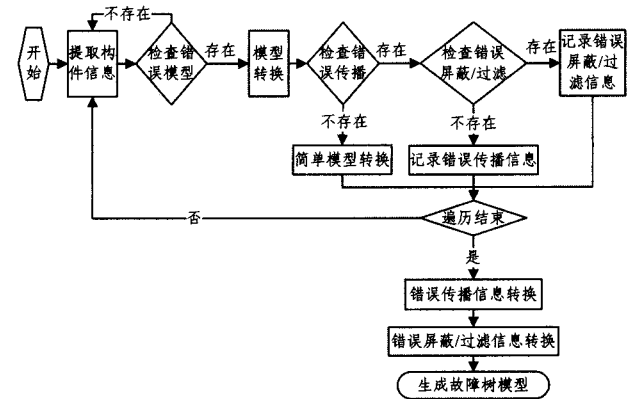 不存在
开
始
提取构
件信息
检查错
误模型
存在
模型
转换
检查错
误传播
存在
检查错误
屏蔽/过滤
存在
记录错误
屏蔽/过
滤信息
不存在
不存在
简单模型转换
记录错误传播信息
否
遍历结束
是
错误传播信息转换
错误屏蔽/过滤信息转换
生成故障树模型